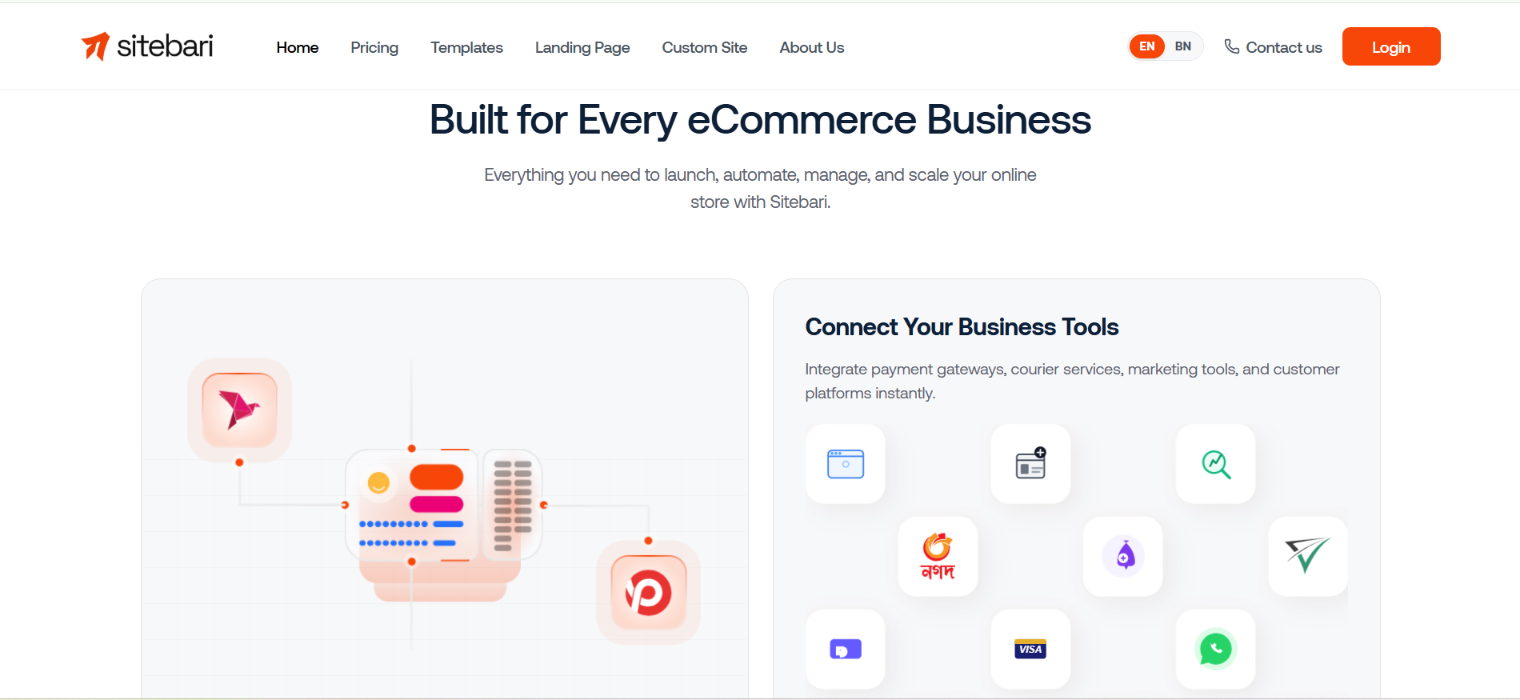 sitebari
Home Pricing Templates Landing Page Custom Site About Us
EN BN
Contact us
Login
Built for Every eCommerce Business
Everything you need to launch, automate, manage, and scale your online
store with Sitebari.
Connect Your Business Tools
Integrate payment gateways, courier services, marketing tools, and customer
platforms instantly.
নগদ
VISA